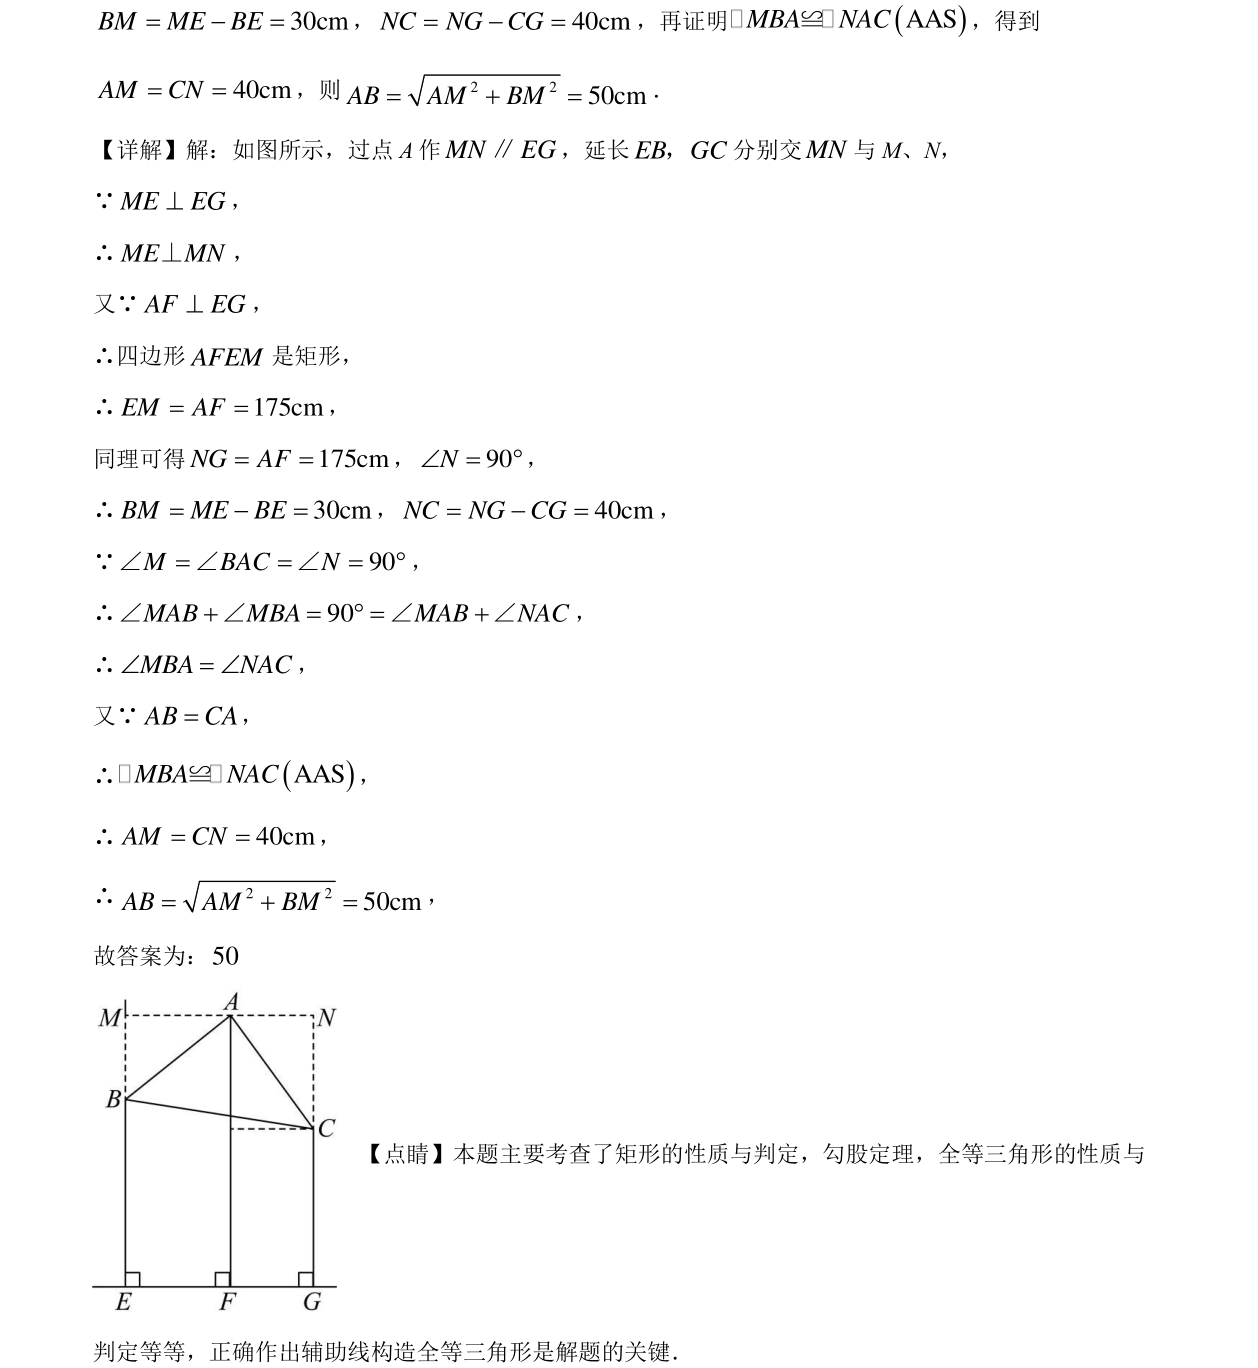 BM = ME − BE = 30cm，NC = NG − CG = 40cm，再证明□MBA≌□NAC(AAS)，得到
AM = CN = 40cm，则 AB = √(AM² + BM²) = 50cm．
【详解】解：如图所示，过点 A 作 MN ∥ EG，延长 EB，GC 分别交 MN 与 M、N，
∵ ME ⊥ EG，
∴ ME⊥MN，
又∵ AF ⊥ EG，
∴四边形 AFEM 是矩形，
∴ EM = AF = 175cm，
同理可得 NG = AF = 175cm，∠N = 90°，
∴ BM = ME − BE = 30cm，NC = NG − CG = 40cm，
∵ ∠M = ∠BAC = ∠N = 90°，
∴ ∠MAB + ∠MBA = 90° = ∠MAB + ∠NAC，
∴ ∠MBA = ∠NAC，
又∵ AB = CA，
∴□MBA≌□NAC(AAS)，
∴ AM = CN = 40cm，
∴ AB = √(AM² + BM²) = 50cm，
故答案为：50
A
M N
B
C
【点睛】本题主要考查了矩形的性质与判定，勾股定理，全等三角形的性质与
E F G
判定等等，正确作出辅助线构造全等三角形是解题的关键．